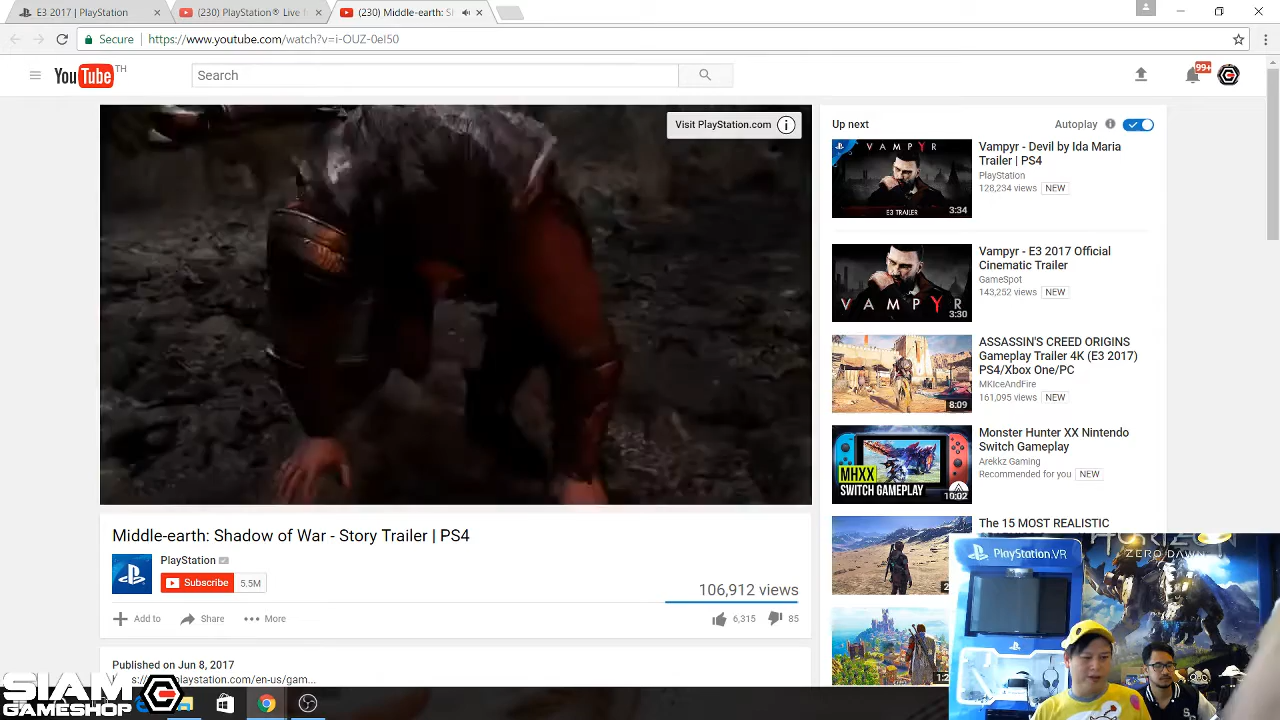 E3 2017 | PlayStation
(230) PlayStation® Live f
(230) Middle-earth: S
Secure
https://www.youtube.com/watch?v=i-OUZ-0eI50
YouTube TH
Search
99+
Visit PlayStation.com
Up next
Autoplay
VAMPYR
E3 TRAILER
3:34
Vampyr - Devil by Ida Maria
Trailer | PS4
PlayStation
128,234 views NEW
VAMPYR
3:30
Vampyr - E3 2017 Official
Cinematic Trailer
GameSpot
143,252 views NEW
8:09
ASSASSIN'S CREED ORIGINS
Gameplay Trailer 4K (E3 2017)
PS4/Xbox One/PC
MKIceAndFire
161,095 views NEW
MHXX
SWITCH GAMEPLAY
10:02
Monster Hunter XX Nintendo
Switch Gameplay
Arekkz Gaming
Recommended for you NEW
The 15 MOST REALISTIC
Middle-earth: Shadow of War - Story Trailer | PS4
PlayStation
Subscribe 5.5M
106,912 views
Add to
Share
More
6,315
85
Published on Jun 8, 2017
playstation.com/en-us/gam...
PlayStation.VR
HORIZON
ZERO DAWN
SIAM
GAMESHOP